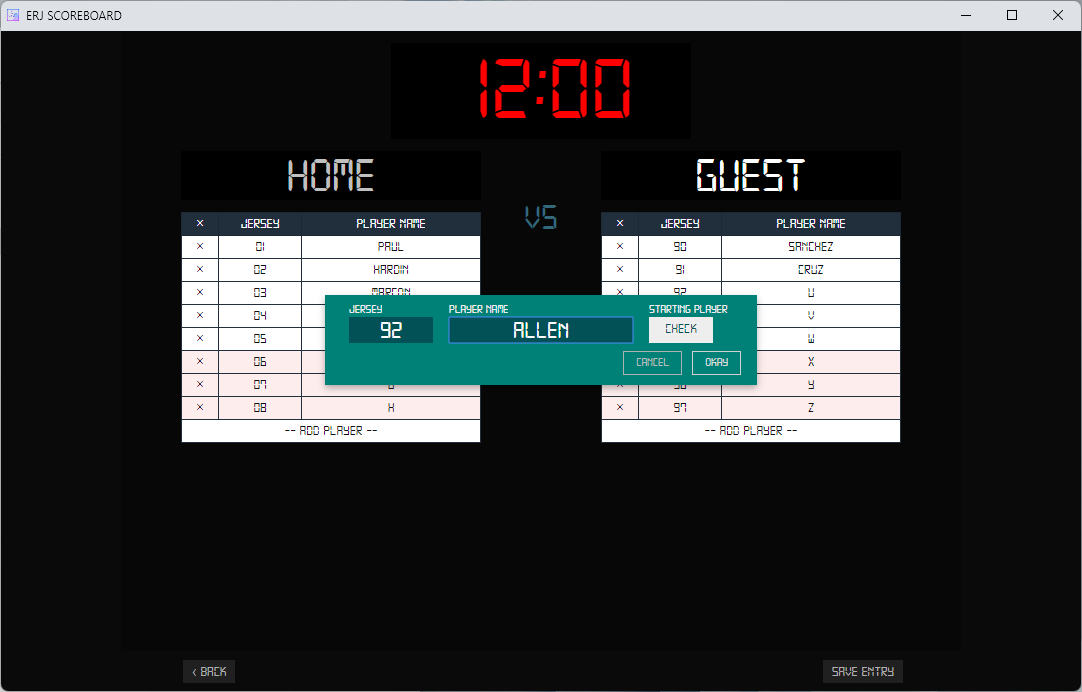 ERJ SCOREBOARD
12:00
HOME
GUEST
VS
× JERSEY PLAYER NAME
× 01 PAUL
× 02 HARDIN
× 03 MARCON
× 04
× 05
× 06
× 07
× 08 H
-- ADD PLAYER --
× JERSEY PLAYER NAME
× 90 SANCHEZ
× 91 CRUZ
× 92 U
V
W
X
Y
× 97 Z
-- ADD PLAYER --
JERSEY PLAYER NAME STARTING PLAYER
92 ALLEN CHECK
CANCEL OKAY
‹ BACK
SAVE ENTRY